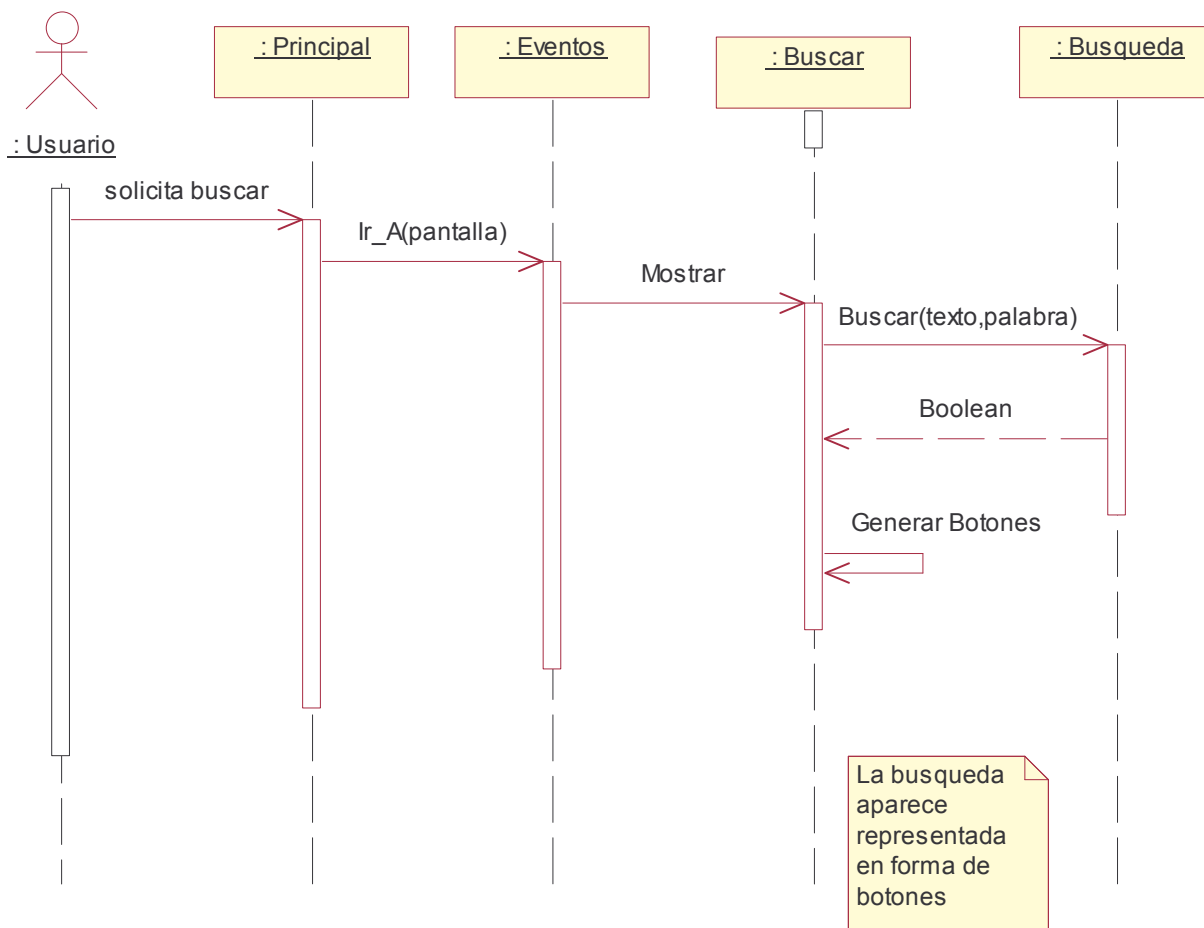 : Principal
: Eventos
: Buscar
: Busqueda
: Usuario
solicita buscar
Ir_A(pantalla)
Mostrar
Buscar(texto,palabra)
Boolean
Generar Botones
La busqueda
aparece
representada
en forma de
botones